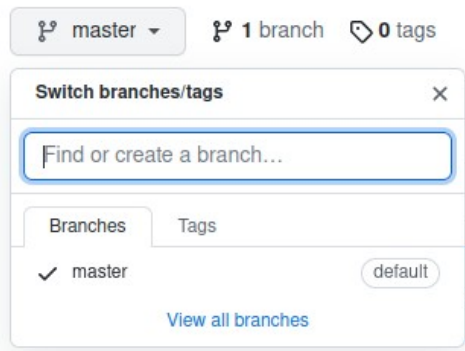 master 1 branch 0 tags
Switch branches/tags
Find or create a branch...
Branches Tags
master default
View all branches